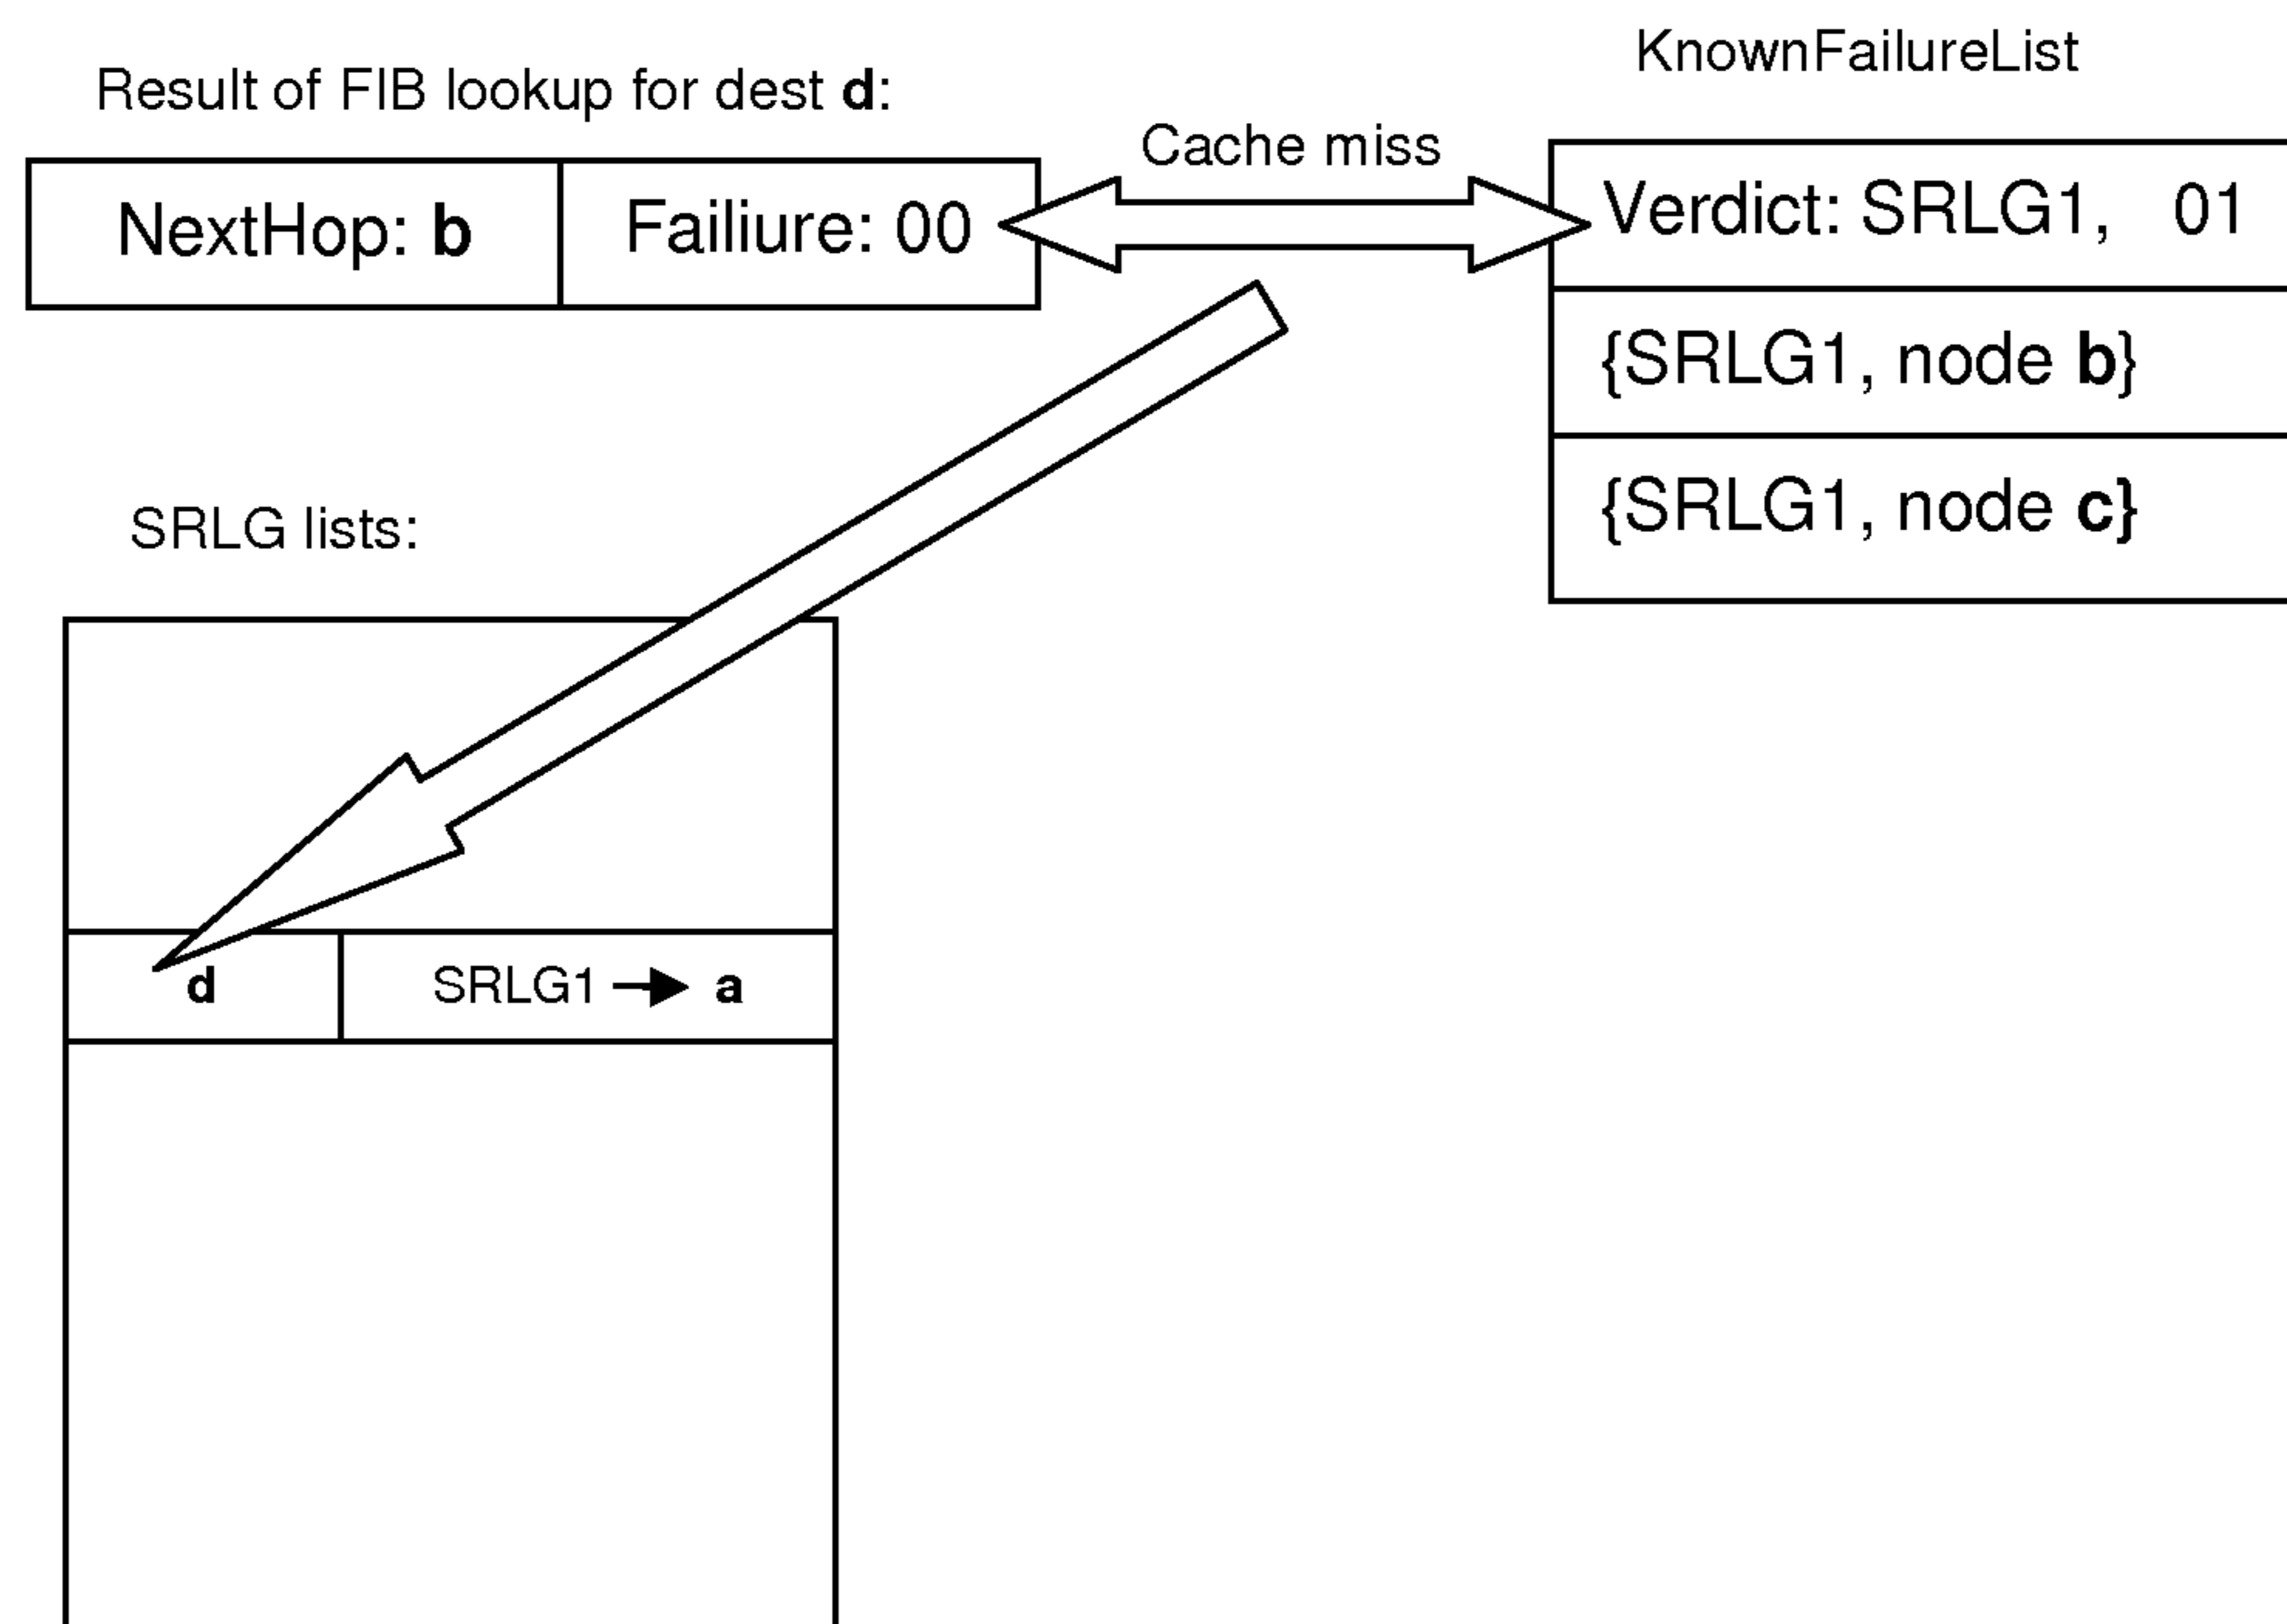 KnownFailureList
Result of FIB lookup for dest d:
Cache miss
NextHop: b
Failiure: 00
Verdict: SRLG1, 01
{SRLG1, node b}
{SRLG1, node c}
SRLG lists:
d
SRLG1 → a